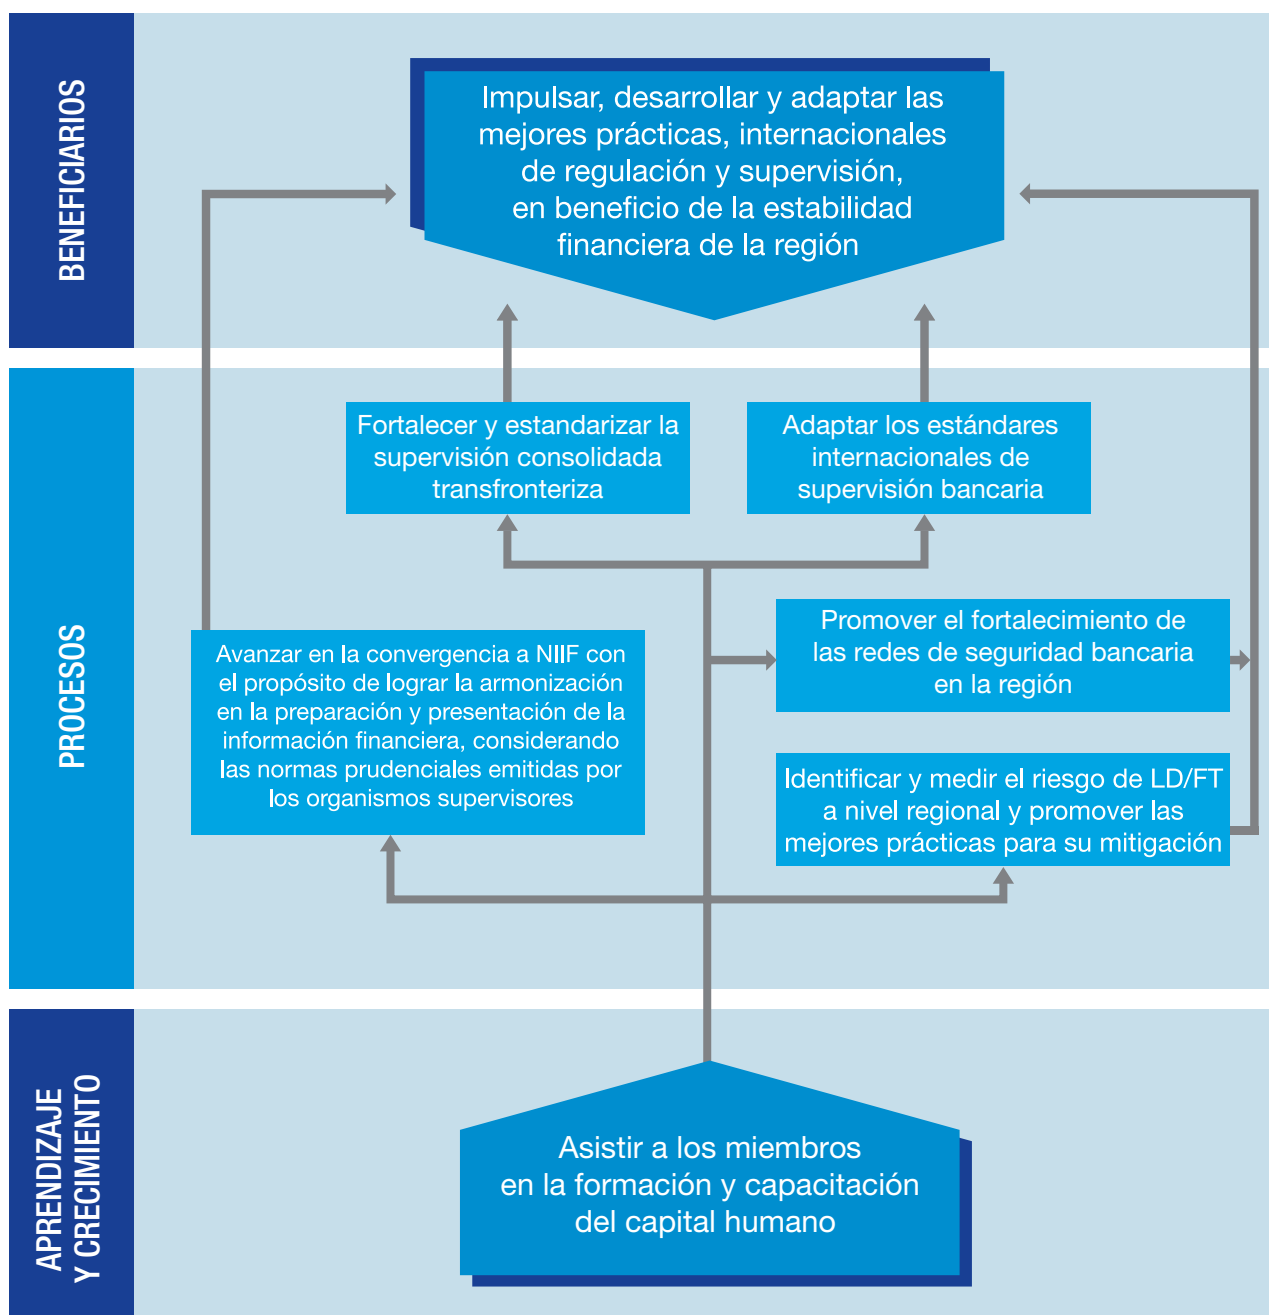 BENEFICIARIOS
Impulsar, desarrollar y adaptar las
mejores prácticas, internacionales
de regulación y supervisión,
en beneficio de la estabilidad
financiera de la región
PROCESOS
Fortalecer y estandarizar la
supervisión consolidada
transfronteriza
Adaptar los estándares
internacionales de
supervisión bancaria
Avanzar en la convergencia a NIIF con
el propósito de lograr la armonización
en la preparación y presentación de la
información financiera, considerando
las normas prudenciales emitidas por
los organismos supervisores
Promover el fortalecimiento de
las redes de seguridad bancaria
en la región
Identificar y medir el riesgo de LD/FT
a nivel regional y promover las
mejores prácticas para su mitigación
APRENDIZAJE
Y CRECIMIENTO
Asistir a los miembros
en la formación y capacitación
del capital humano